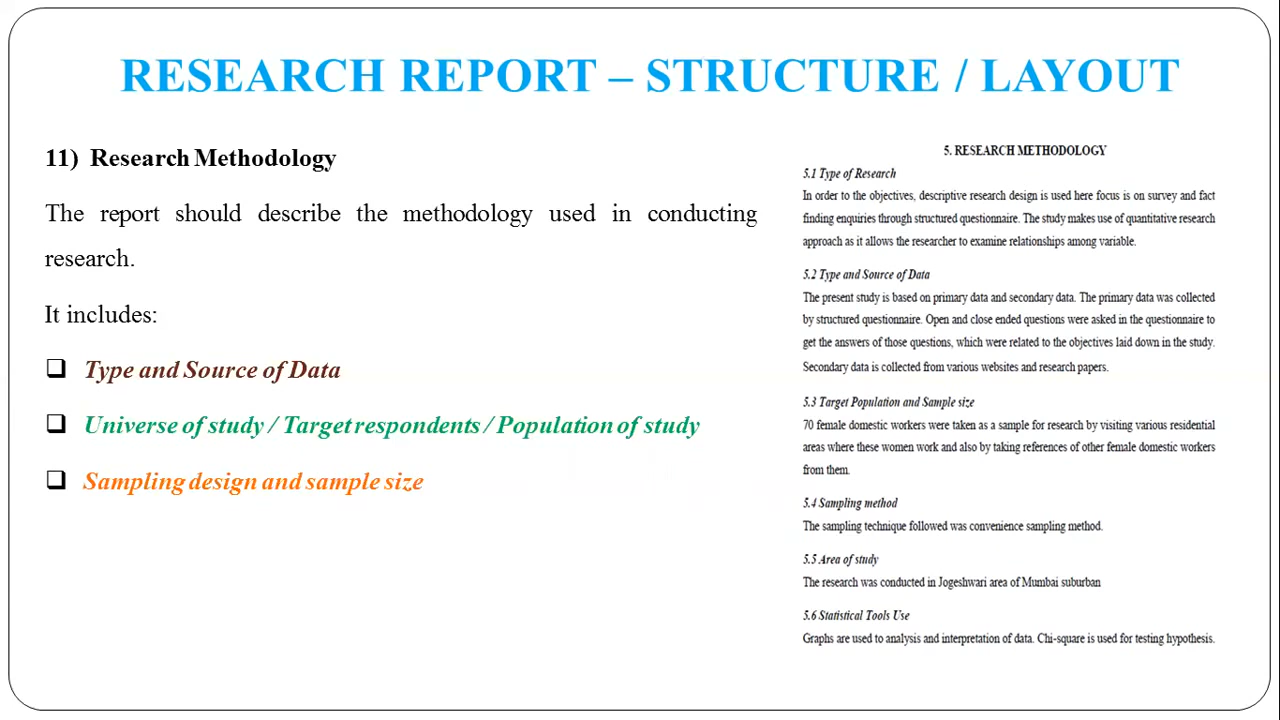 RESEARCH REPORT – STRUCTURE / LAYOUT
11) Research Methodology
The report should describe the methodology used in conducting
research.
It includes:
❑ Type and Source of Data
❑ Universe of study / Target respondents / Population of study
❑ Sampling design and sample size
5. RESEARCH METHODOLOGY
5.1 Type of Research
In order to the objectives, descriptive research design is used here focus is on survey and fact
finding enquiries through structured questionnaire. The study makes use of quantitative research
approach as it allows the researcher to examine relationships among variable.
5.2 Type and Source of Data
The present study is based on primary data and secondary data. The primary data was collected
by structured questionnaire. Open and close ended questions were asked in the questionnaire to
get the answers of those questions, which were related to the objectives laid down in the study.
Secondary data is collected from various websites and research papers.
5.3 Target Population and Sample size
70 female domestic workers were taken as a sample for research by visiting various residential
areas where these women work and also by taking references of other female domestic workers
from them.
5.4 Sampling method
The sampling technique followed was convenience sampling method.
5.5 Area of study
The research was conducted in Jogeshwari area of Mumbai suburban
5.6 Statistical Tools Use
Graphs are used to analysis and interpretation of data. Chi-square is used for testing hypothesis.